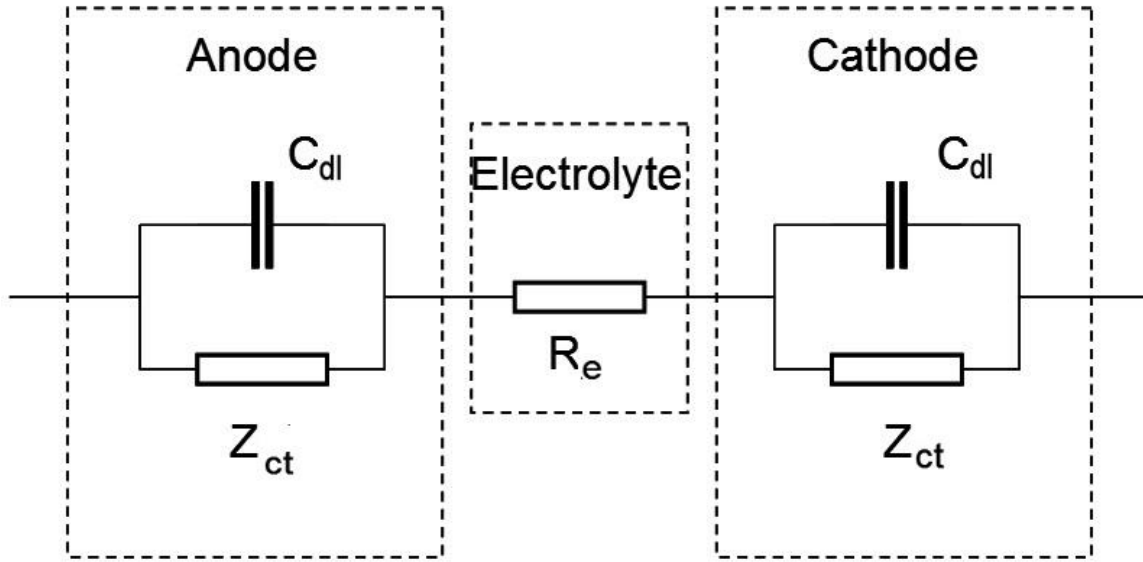 Anode
Cathode
Electrolyte
C_dl
C_dl
R_e
Z_ct
Z_ct